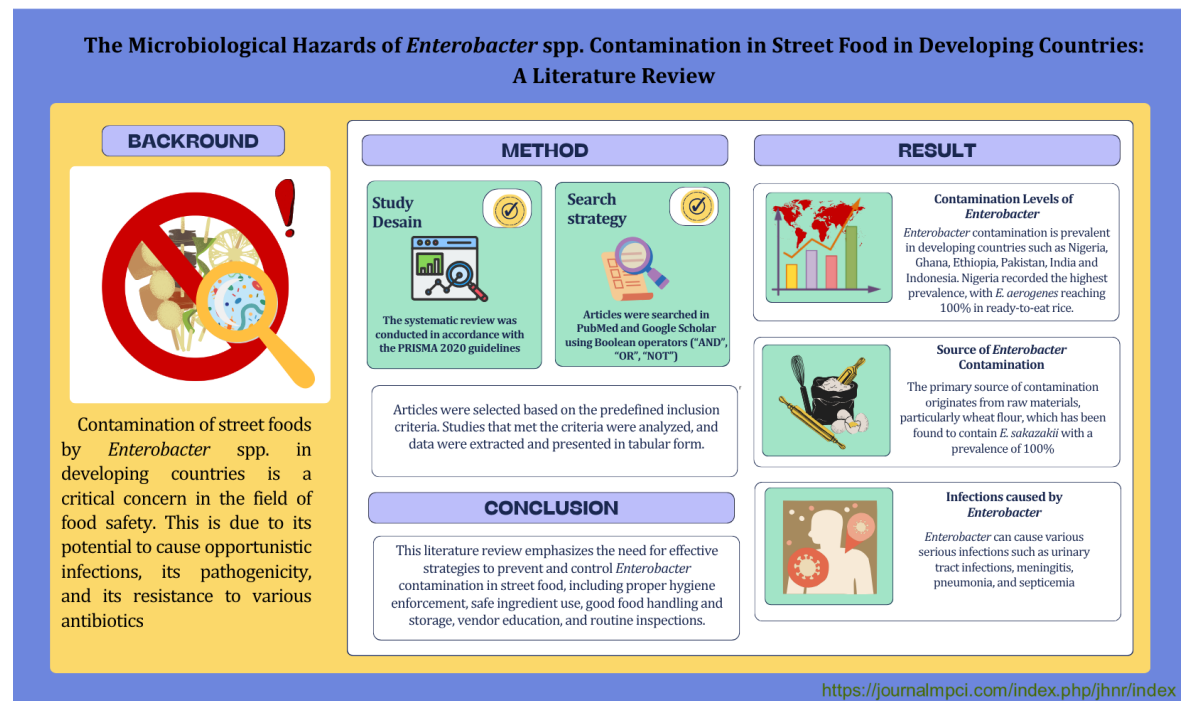 The Microbiological Hazards of Enterobacter spp. Contamination in Street Food in Developing Countries:
A Literature Review
BACKROUND
Contamination of street foods
by Enterobacter spp. in
developing countries is a
critical concern in the field of
food safety. This is due to its
potential to cause opportunistic
infections, its pathogenicity,
and its resistance to various
antibiotics
METHOD
Study
Desain
The systematic review was
conducted in accordance with
the PRISMA 2020 guidelines
Search
strategy
Articles were searched in
PubMed and Google Scholar
using Boolean operators ("AND",
"OR", "NOT")
Articles were selected based on the predefined inclusion
criteria. Studies that met the criteria were analyzed, and
data were extracted and presented in tabular form.
CONCLUSION
This literature review emphasizes the need for effective
strategies to prevent and control Enterobacter
contamination in street food, including proper hygiene
enforcement, safe ingredient use, good food handling and
storage, vendor education, and routine inspections.
RESULT
Contamination Levels of
Enterobacter
Enterobacter contamination is prevalent
in developing countries such as Nigeria,
Ghana, Ethiopia, Pakistan, India and
Indonesia. Nigeria recorded the highest
prevalence, with E. aerogenes reaching
100% in ready-to-eat rice.
Source of Enterobacter
Contamination
The primary source of contamination
originates from raw materials,
particularly wheat flour, which has been
found to contain E. sakazakii with a
prevalence of 100%
Infections caused by
Enterobacter
Enterobacter can cause various
serious infections such as urinary
tract infections, meningitis,
pneumonia, and septicemia
https://journalmpci.com/index.php/jhnr/index